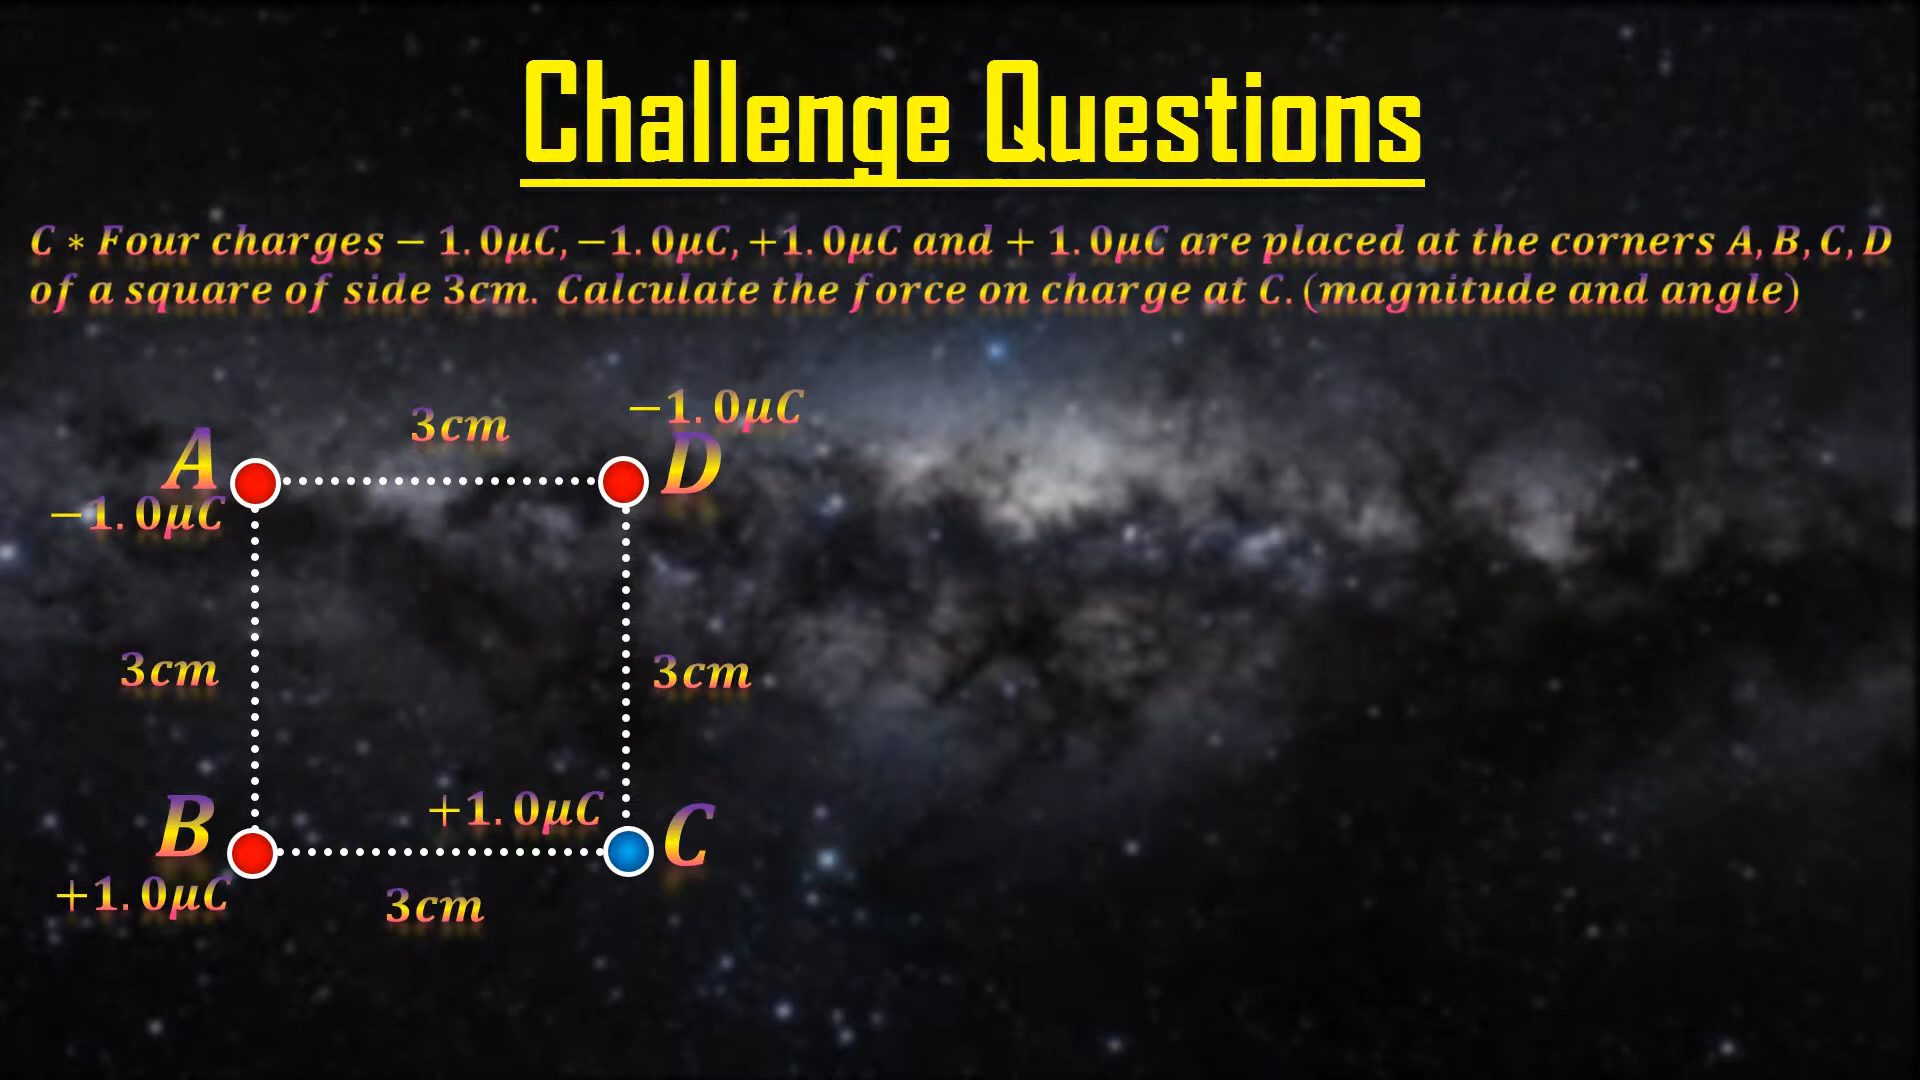 Challenge Questions
C * Four charges − 1.0μC, −1.0μC, +1.0μC and + 1.0μC are placed at the corners A, B, C, D
of a square of side 3cm. Calculate the force on charge at C. (magnitude and angle)
−1.0μC
3cm
A
D
−1.0μC
3cm
3cm
+1.0μC
B
C
+1.0μC
3cm